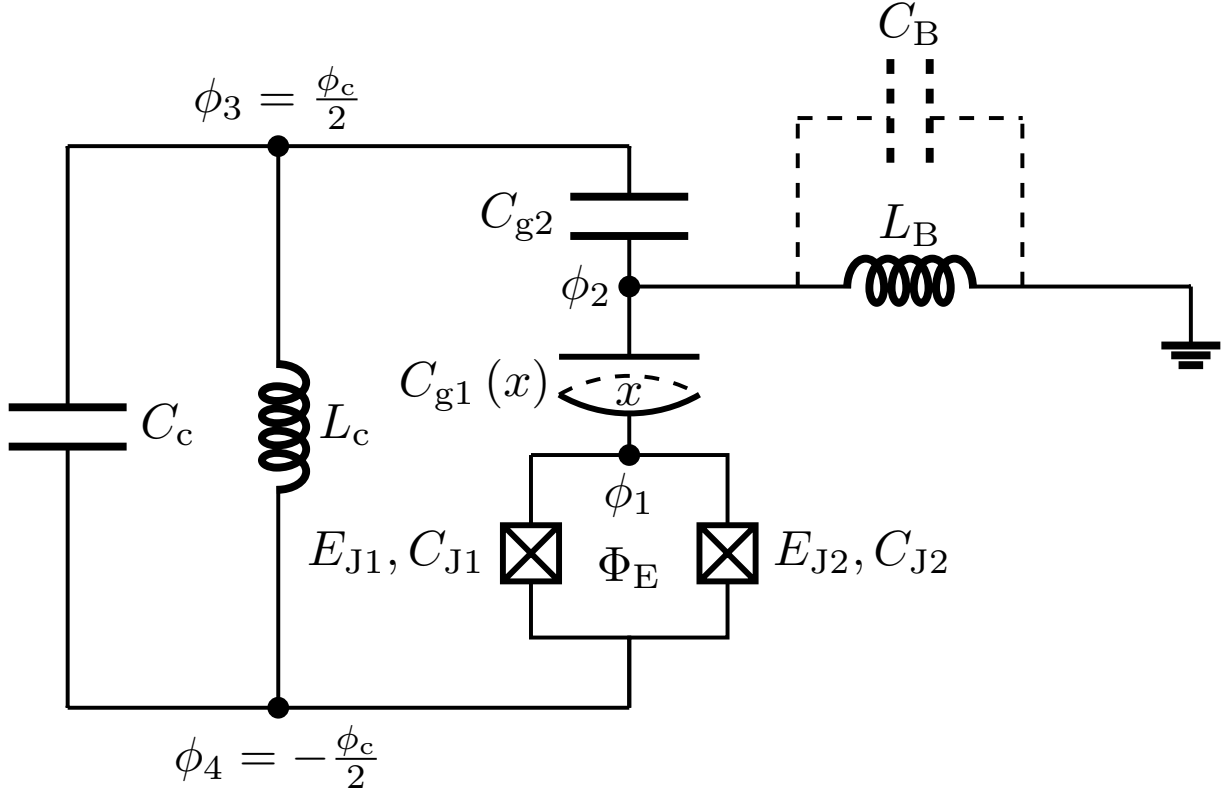 C_B
ϕ_3 = ϕ_c/2
C_g2
L_B
ϕ_2
C_g1 (x)
x
C_c
L_c
ϕ_1
E_J1, C_J1
Φ_E
E_J2, C_J2
ϕ_4 = −ϕ_c/2